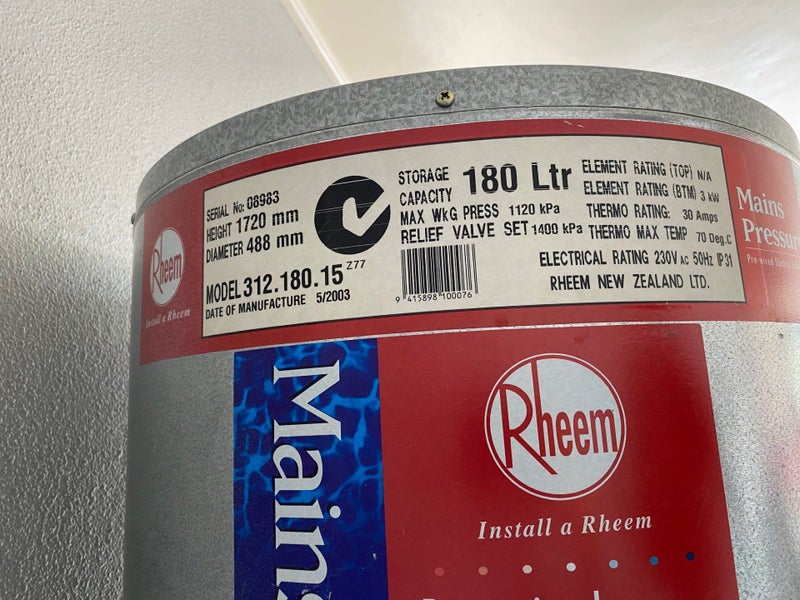 SERIAL No: 08983
HEIGHT 1720 mm
DIAMETER 488 mm
MODEL 312.180.15
DATE OF MANUFACTURE 5/2003
Z77
STORAGE CAPACITY 180 Ltr
MAX WKG PRESS 1120 kPa
RELIEF VALVE SET 1400 kPa
9 415898 100076
ELEMENT RATING (TOP) N/A
ELEMENT RATING (BTM) 3 kW
THERMO RATING: 30 Amps
THERMO MAX TEMP 70 Deg.C
ELECTRICAL RATING 230V AC 50Hz IP31
RHEEM NEW ZEALAND LTD.
Rheem
Install a Rheem
Mains
Pressur
Pre-wired Electric
Mains
Rheem
Install a Rheem